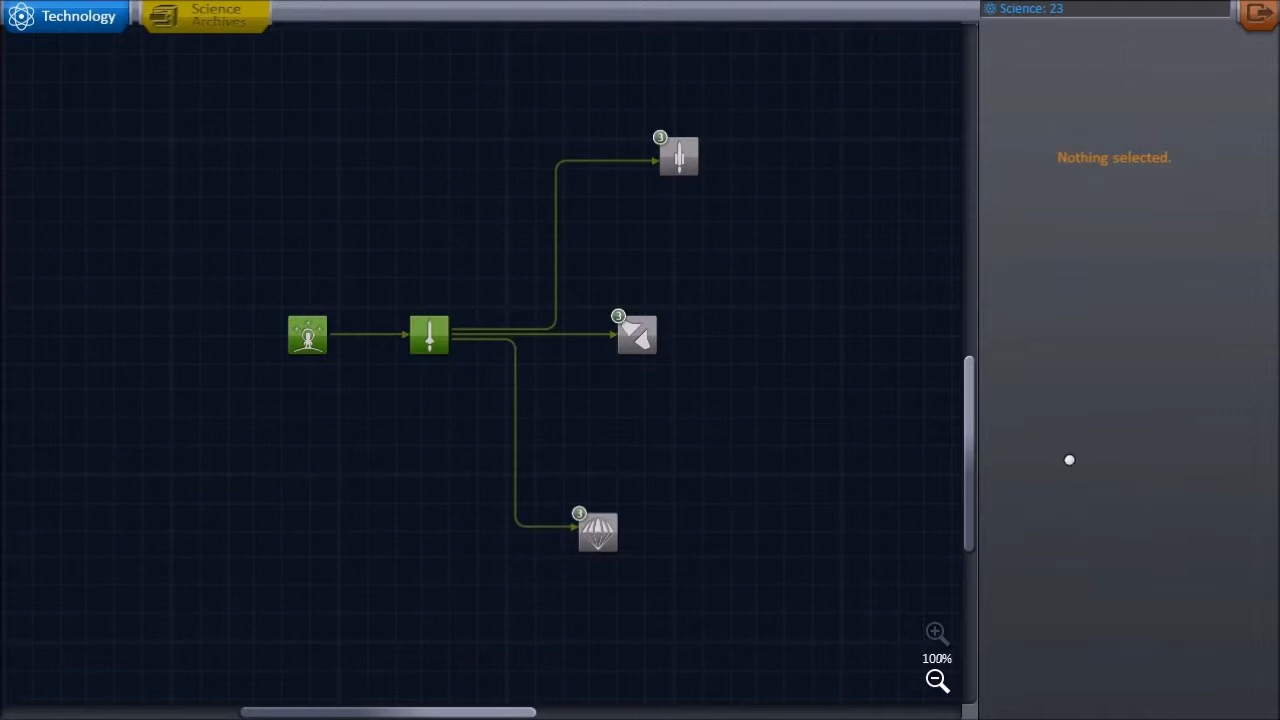 Technology
Science
Archives
Science: 23
Nothing selected.
3
3
3
100%